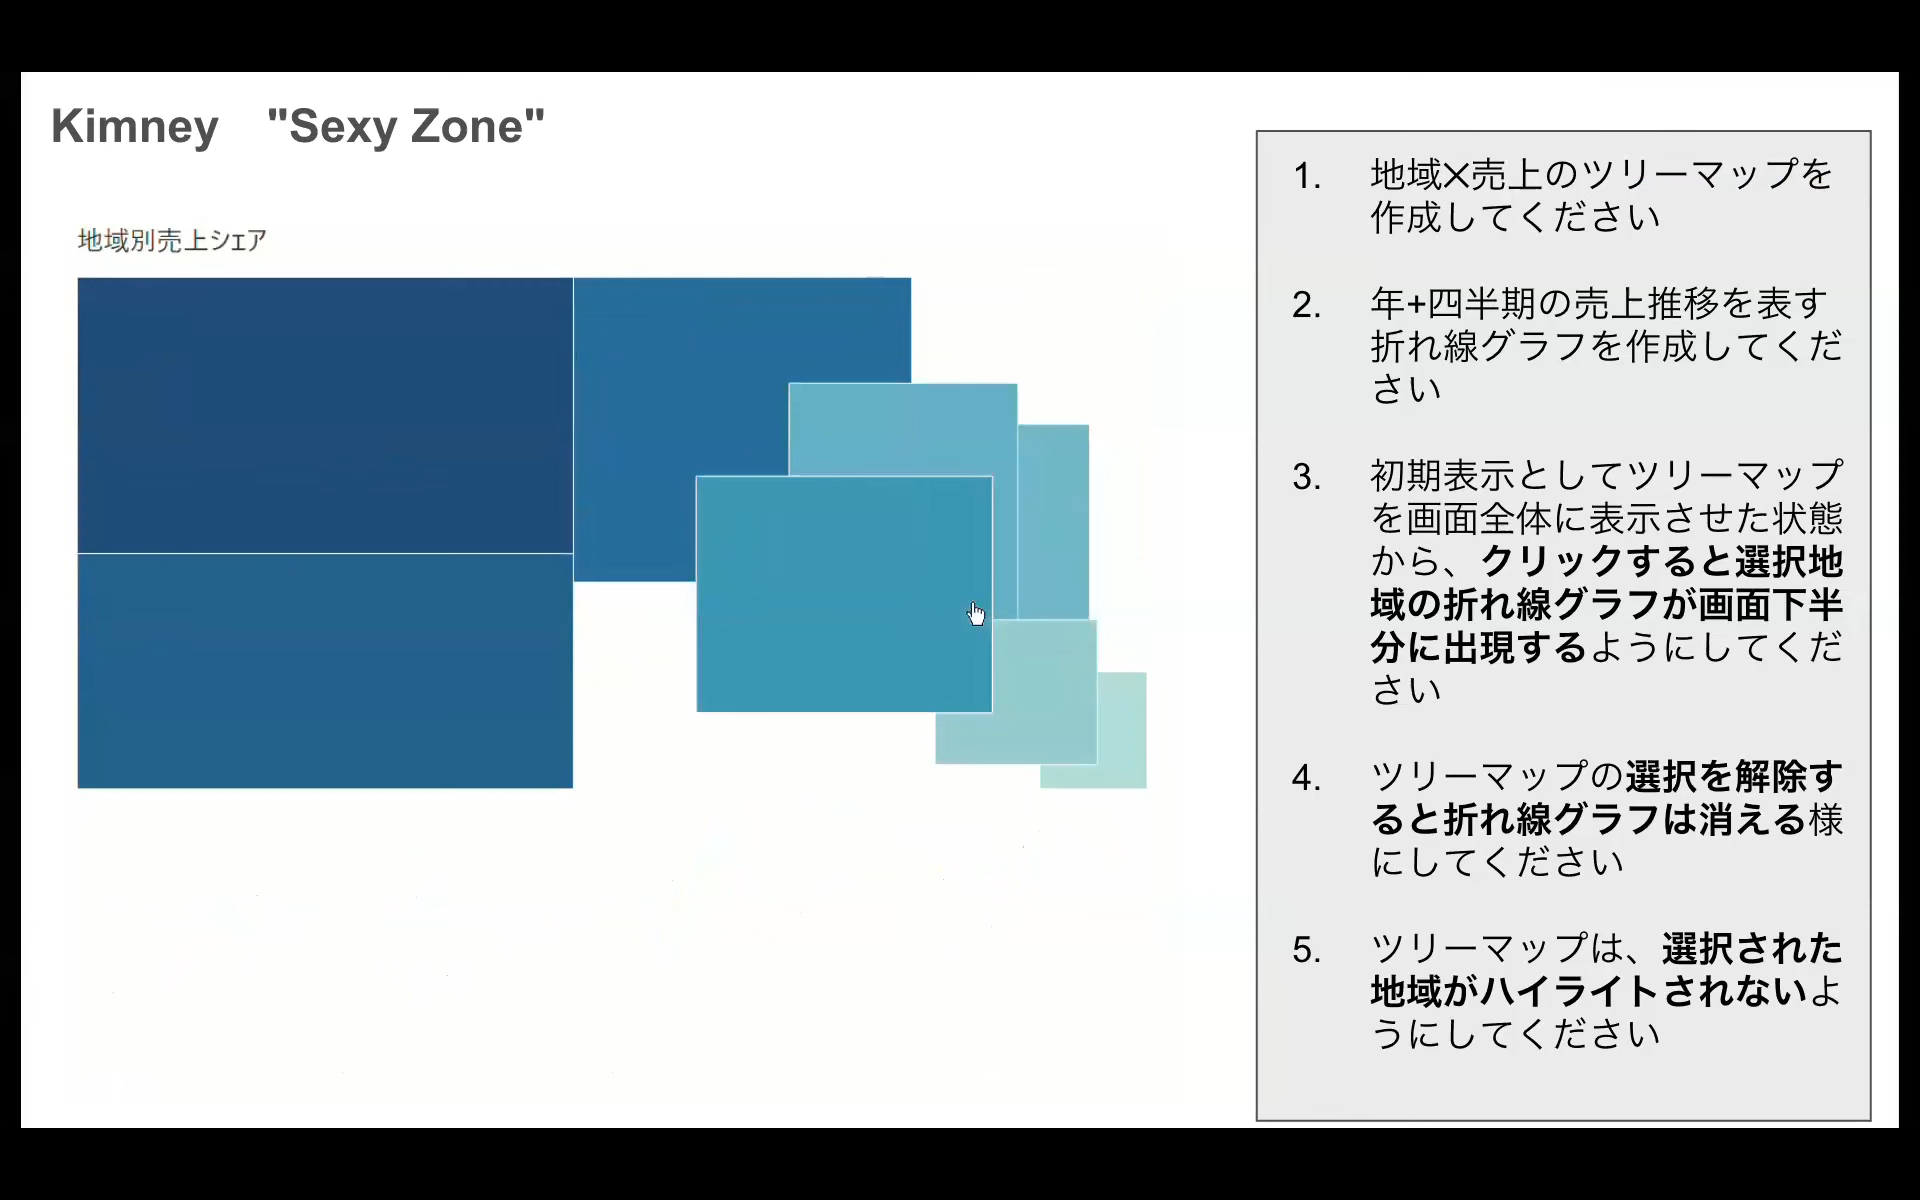 Kimney "Sexy Zone"
地域別売上シェア
1. 地域✕売上のツリーマップを
作成してください
2. 年+四半期の売上推移を表す
折れ線グラフを作成してくだ
さい
3. 初期表示としてツリーマップ
を画面全体に表示させた状態
から、クリックすると選択地
域の折れ線グラフが画面下半
分に出現するようにしてくだ
さい
4. ツリーマップの選択を解除す
ると折れ線グラフは消える様
にしてください
5. ツリーマップは、選択された
地域がハイライトされないよ
うにしてください